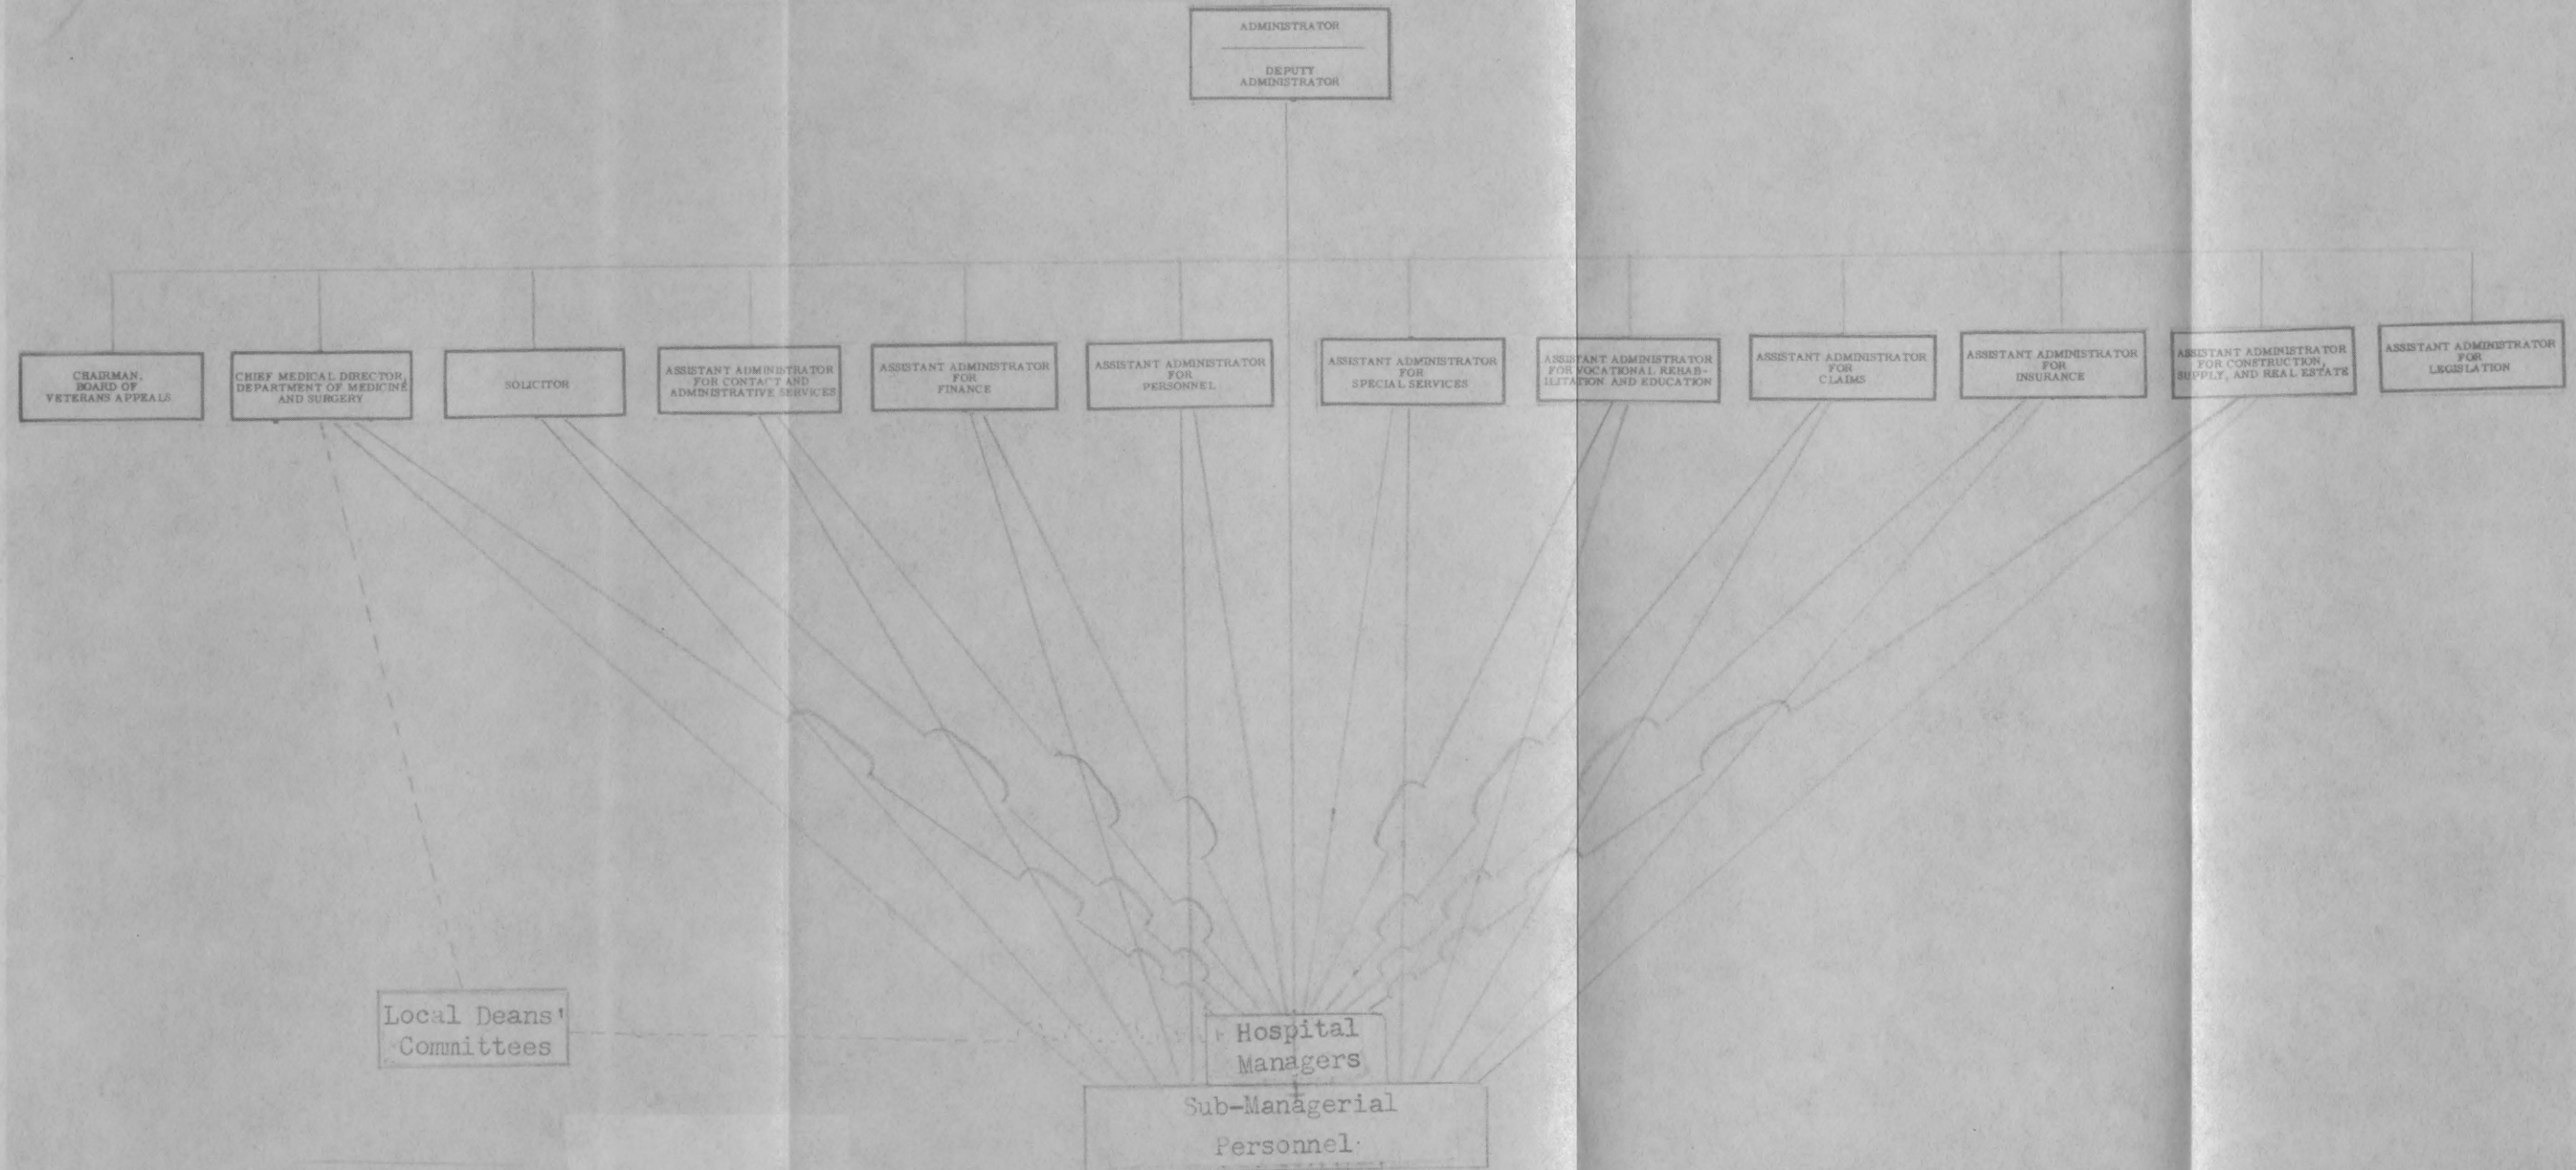 ADMINISTRATOR
DEPUTY
ADMINISTRATOR
CHAIRMAN,
BOARD OF
VETERANS APPEALS
CHIEF MEDICAL DIRECTOR,
DEPARTMENT OF MEDICINE
AND SURGERY
SOLICITOR
ASSISTANT ADMINISTRATOR
FOR CONTACT AND
ADMINISTRATIVE SERVICES
ASSISTANT ADMINISTRATOR
FOR
FINANCE
ASSISTANT ADMINISTRATOR
FOR
PERSONNEL
ASSISTANT ADMINISTRATOR
FOR
SPECIAL SERVICES
ASSISTANT ADMINISTRATOR
FOR VOCATIONAL REHAB-
ILITATION AND EDUCATION
ASSISTANT ADMINISTRATOR
FOR
CLAIMS
ASSISTANT ADMINISTRATOR
FOR
INSURANCE
ASSISTANT ADMINISTRATOR
FOR CONSTRUCTION,
SUPPLY, AND REAL ESTATE
ASSISTANT ADMINISTRATOR
FOR
LEGISLATION
Local Deans'
Committees
Hospital
Managers
Sub-Managerial
Personnel